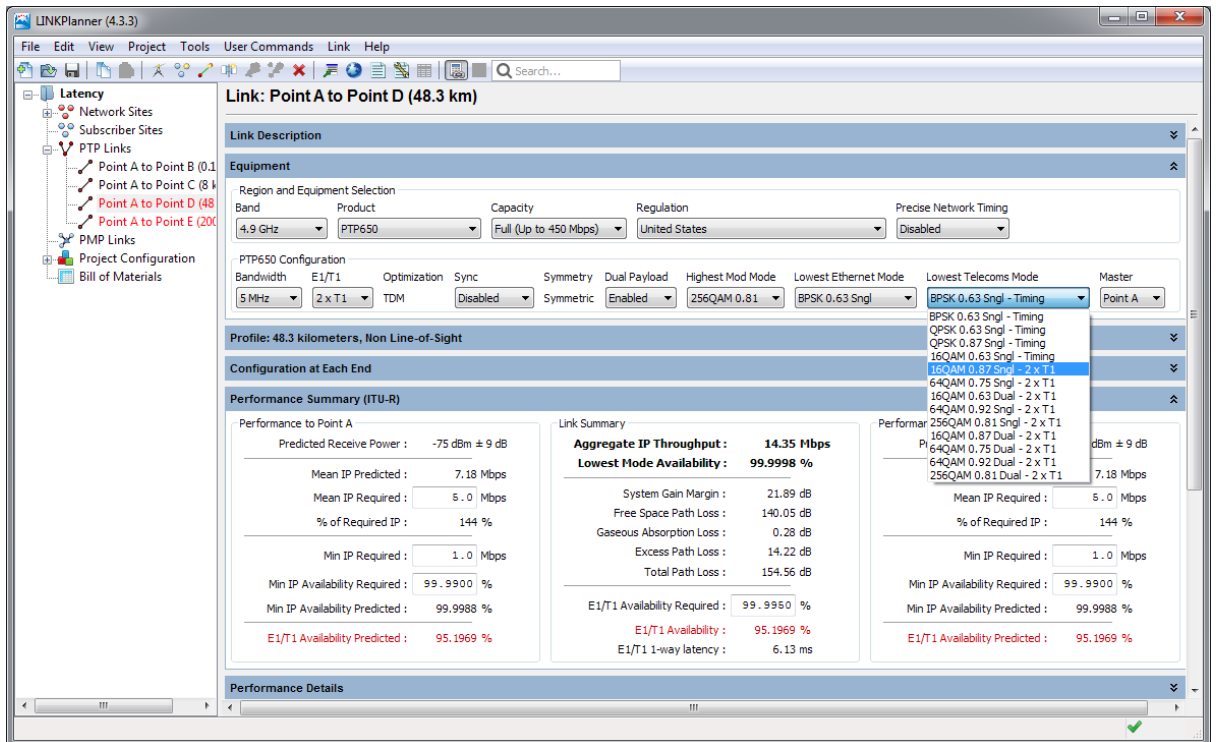 LINKPlanner (4.3.3)
File Edit View Project Tools User Commands Link Help
Search...
Latency
Network Sites
Subscriber Sites
PTP Links
Point A to Point B (0.1
Point A to Point C (8 k
Point A to Point D (48
Point A to Point E (200
PMP Links
Project Configuration
Bill of Materials
Link: Point A to Point D (48.3 km)
Link Description
Equipment
Region and Equipment Selection
Band Product Capacity Regulation Precise Network Timing
4.9 GHz PTP650 Full (Up to 450 Mbps) United States Disabled
PTP650 Configuration
Bandwidth E1/T1 Optimization Sync Symmetry Dual Payload Highest Mod Mode Lowest Ethernet Mode Lowest Telecoms Mode Master
5 MHz 2 x T1 TDM Disabled Symmetric Enabled 256QAM 0.81 BPSK 0.63 Sngl BPSK 0.63 Sngl - Timing Point A
BPSK 0.63 Sngl - Timing
QPSK 0.63 Sngl - Timing
QPSK 0.87 Sngl - Timing
16QAM 0.63 Sngl - Timing
16QAM 0.87 Sngl - 2 x T1
64QAM 0.75 Sngl - 2 x T1
16QAM 0.63 Dual - 2 x T1
64QAM 0.92 Sngl - 2 x T1
256QAM 0.81 Sngl - 2 x T1
16QAM 0.87 Dual - 2 x T1
64QAM 0.75 Dual - 2 x T1
64QAM 0.92 Dual - 2 x T1
256QAM 0.81 Dual - 2 x T1
Profile: 48.3 kilometers, Non Line-of-Sight
Configuration at Each End
Performance Summary (ITU-R)
Performance to Point A
Predicted Receive Power : -75 dBm ± 9 dB
Mean IP Predicted : 7.18 Mbps
Mean IP Required : 5.0 Mbps
% of Required IP : 144 %
Min IP Required : 1.0 Mbps
Min IP Availability Required : 99.9900 %
Min IP Availability Predicted : 99.9988 %
E1/T1 Availability Predicted : 95.1969 %
Link Summary
Aggregate IP Throughput : 14.35 Mbps
Lowest Mode Availability : 99.9998 %
System Gain Margin : 21.89 dB
Free Space Path Loss : 140.05 dB
Gaseous Absorption Loss : 0.28 dB
Excess Path Loss : 14.22 dB
Total Path Loss : 154.56 dB
E1/T1 Availability Required : 99.9950 %
E1/T1 Availability : 95.1969 %
E1/T1 1-way latency : 6.13 ms
Performan
P dBm ± 9 dB
7.18 Mbps
Mean IP Required : 5.0 Mbps
% of Required IP : 144 %
Min IP Required : 1.0 Mbps
Min IP Availability Required : 99.9900 %
Min IP Availability Predicted : 99.9988 %
E1/T1 Availability Predicted : 95.1969 %
Performance Details